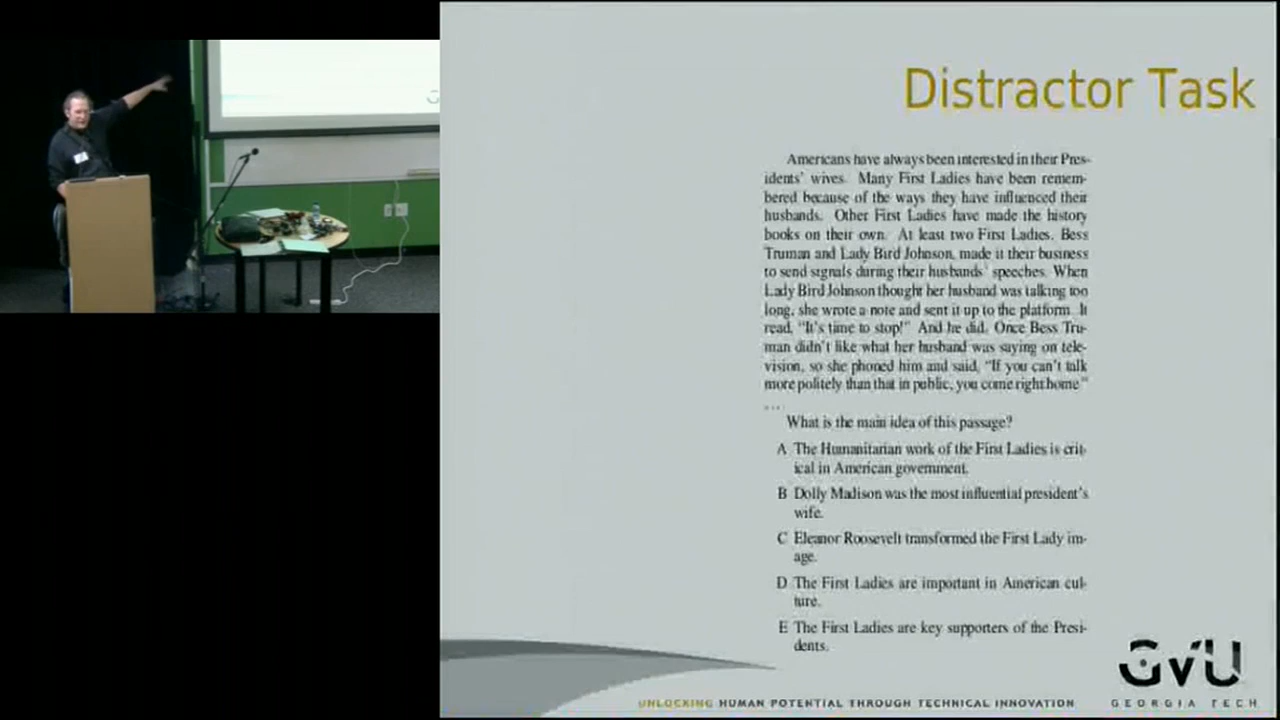 Distractor Task
Americans have always been interested in their Pres-
idents' wives. Many First Ladies have been remem-
bered because of the ways they have influenced their
husbands. Other First Ladies have made the history
books on their own. At least two First Ladies, Bess
Truman and Lady Bird Johnson, made it their business
to send signals during their husbands' speeches. When
Lady Bird Johnson thought her husband was talking too
long, she wrote a note and sent it up to the platform. It
read, "It's time to stop!" And he did. Once Bess Tru-
man didn't like what her husband was saying on tele-
vision, so she phoned him and said, "If you can't talk
more politely than that in public, you come right home"
...
What is the main idea of this passage?
A The Humanitarian work of the First Ladies is crit-
ical in American government.
B Dolly Madison was the most influential president's
wife.
C Eleanor Roosevelt transformed the First Lady im-
age.
D The First Ladies are important in American cul-
ture.
E The First Ladies are key supporters of the Presi-
dents.
GVU
GEORGIA TECH
UNLOCKING HUMAN POTENTIAL THROUGH TECHNICAL INNOVATION